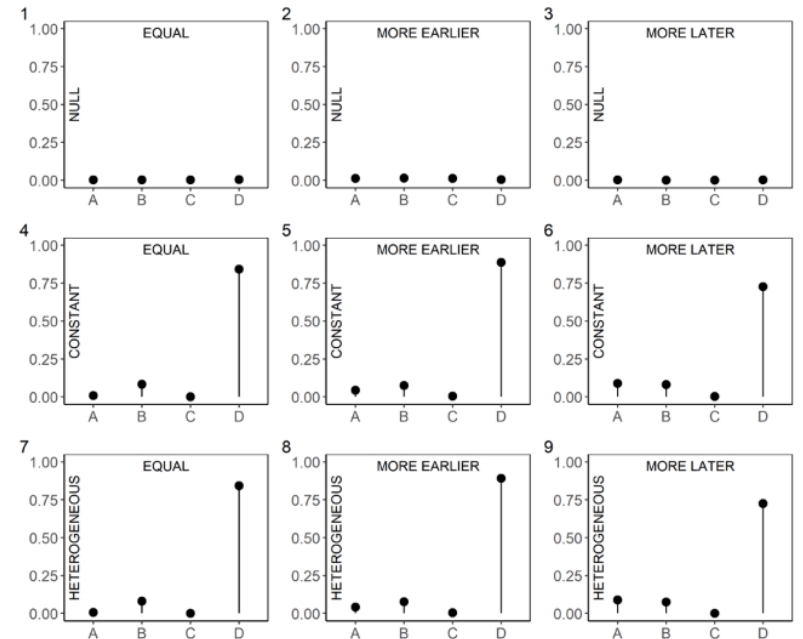 1
EQUAL
1.00
0.75
0.50
0.25
0.00
NULL
A B C D
2
MORE EARLIER
1.00
0.75
0.50
0.25
0.00
NULL
A B C D
3
MORE LATER
1.00
0.75
0.50
0.25
0.00
NULL
A B C D
4
EQUAL
1.00
0.75
0.50
0.25
0.00
CONSTANT
A B C D
5
MORE EARLIER
1.00
0.75
0.50
0.25
0.00
CONSTANT
A B C D
6
MORE LATER
1.00
0.75
0.50
0.25
0.00
CONSTANT
A B C D
7
EQUAL
1.00
0.75
0.50
0.25
0.00
HETEROGENEOUS
A B C D
8
MORE EARLIER
1.00
0.75
0.50
0.25
0.00
HETEROGENEOUS
A B C D
9
MORE LATER
1.00
0.75
0.50
0.25
0.00
HETEROGENEOUS
A B C D